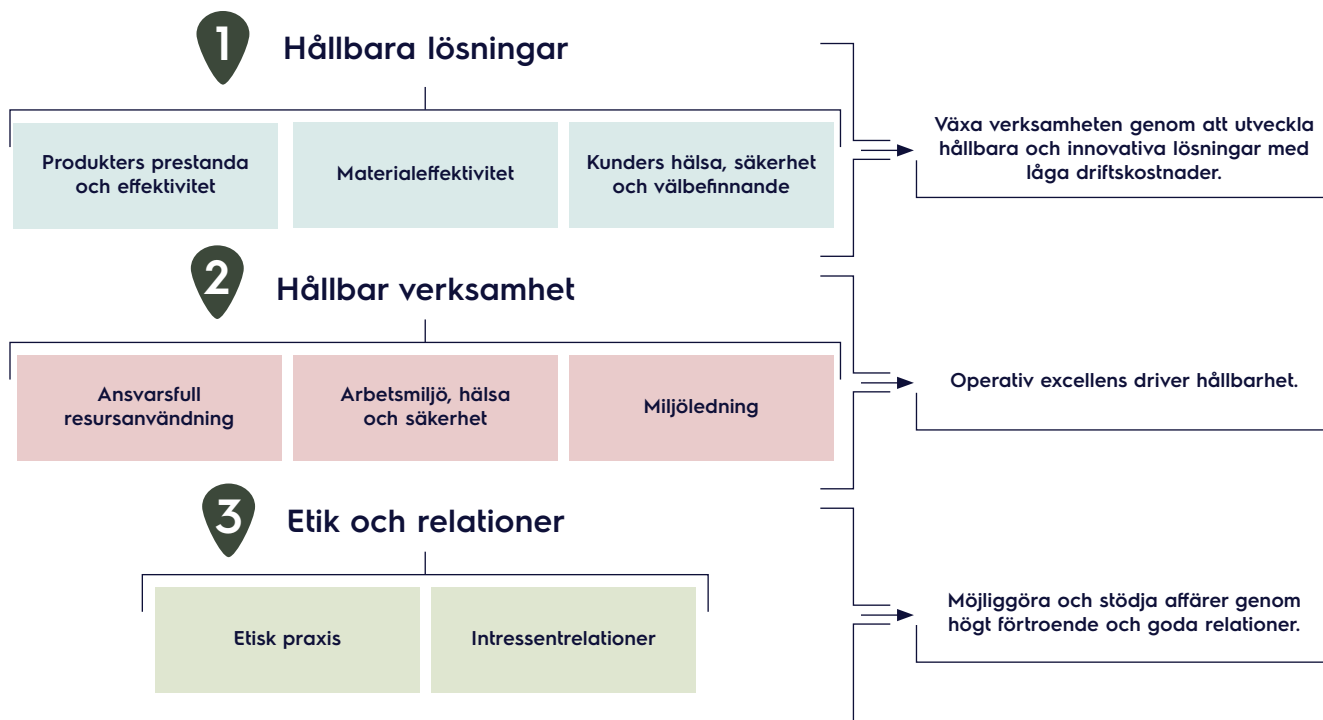 1
Hållbara lösningar
Produkters prestanda
och effektivitet
Materialeffektivitet
Kunders hälsa, säkerhet
och välbefinnande
Växa verksamheten genom att utveckla
hållbara och innovativa lösningar med
låga driftskostnader.
2
Hållbar verksamhet
Ansvarsfull
resursanvändning
Arbetsmiljö, hälsa
och säkerhet
Miljöledning
Operativ excellens driver hållbarhet.
3
Etik och relationer
Etisk praxis
Intressentrelationer
Möjliggöra och stödja affärer genom
högt förtroende och goda relationer.